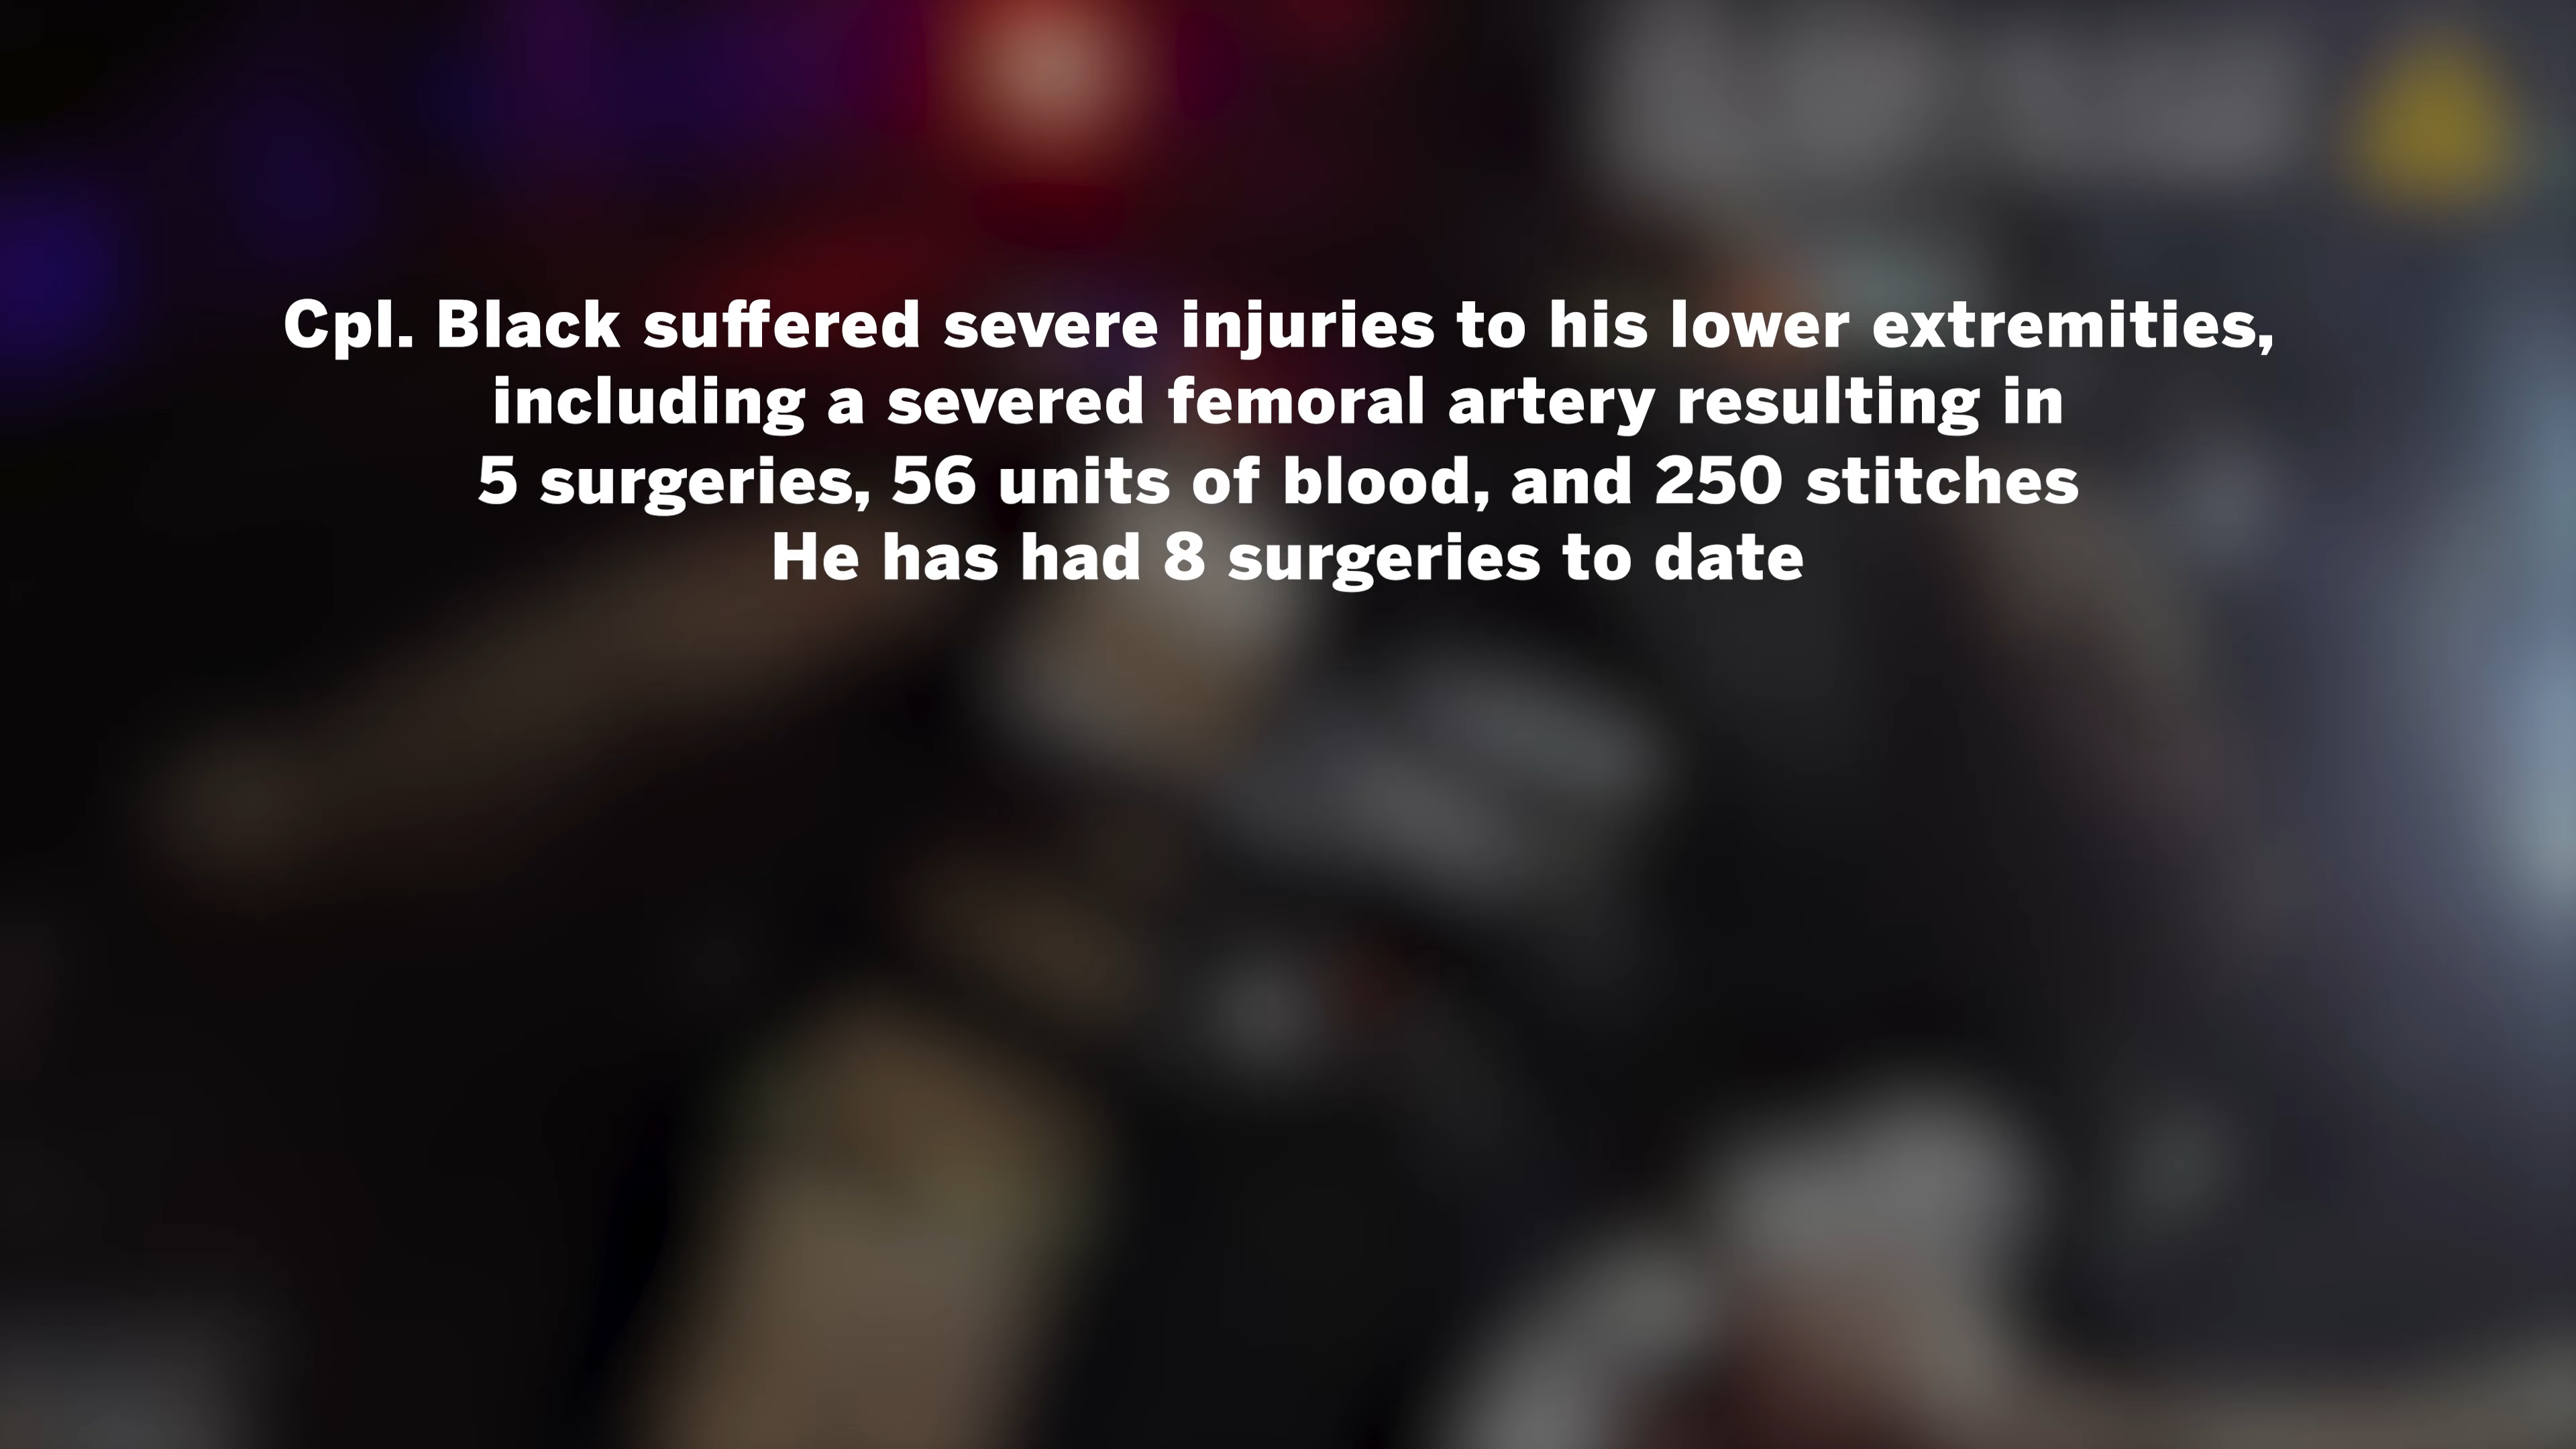 Cpl. Black suffered severe injuries to his lower extremities,
including a severed femoral artery resulting in
5 surgeries, 56 units of blood, and 250 stitches
He has had 8 surgeries to date